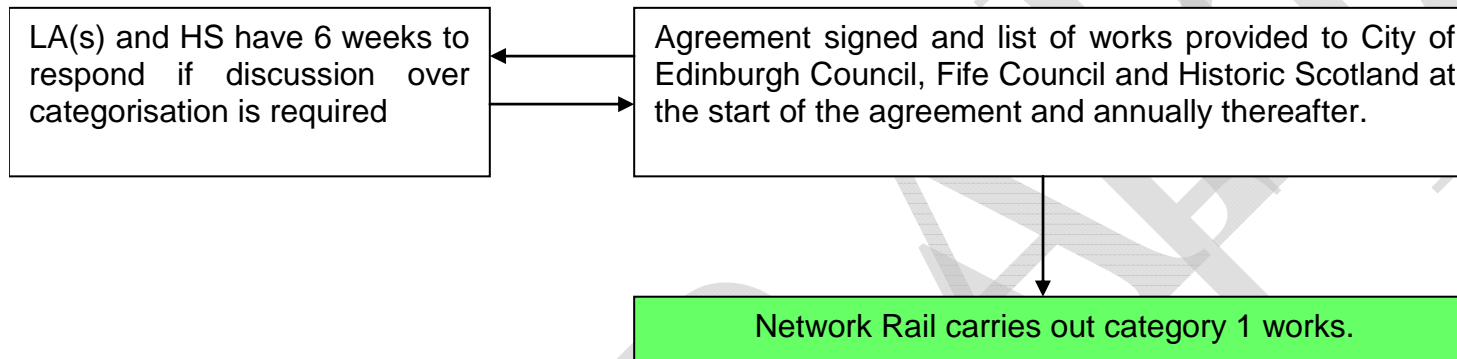 LA(s) and HS have 6 weeks to
respond if discussion over
categorisation is required
Agreement signed and list of works provided to City of
Edinburgh Council, Fife Council and Historic Scotland at
the start of the agreement and annually thereafter.
Network Rail carries out category 1 works.